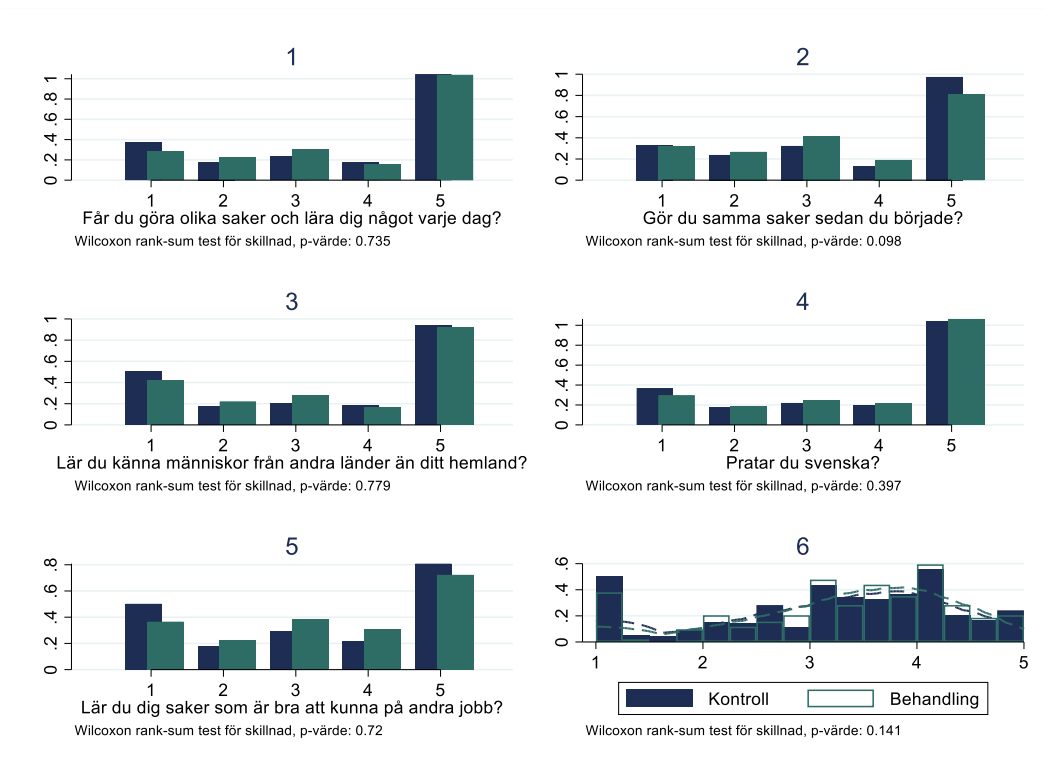 1
0 .2 .4 .6 .8 1
1 2 3 4 5
Får du göra olika saker och lära dig något varje dag?
Wilcoxon rank-sum test för skillnad, p-värde: 0.735
2
0 .2 .4 .6 .8 1
1 2 3 4 5
Gör du samma saker sedan du började?
Wilcoxon rank-sum test för skillnad, p-värde: 0.098
3
0 .2 .4 .6 .8 1
1 2 3 4 5
Lär du känna människor från andra länder än ditt hemland?
Wilcoxon rank-sum test för skillnad, p-värde: 0.779
4
0 .2 .4 .6 .8 1
1 2 3 4 5
Pratar du svenska?
Wilcoxon rank-sum test för skillnad, p-värde: 0.397
5
0 .2 .4 .6 .8
1 2 3 4 5
Lär du dig saker som är bra att kunna på andra jobb?
Wilcoxon rank-sum test för skillnad, p-värde: 0.72
6
0 .2 .4 .6
1 2 3 4 5
Kontroll Behandling
Wilcoxon rank-sum test för skillnad, p-värde: 0.141